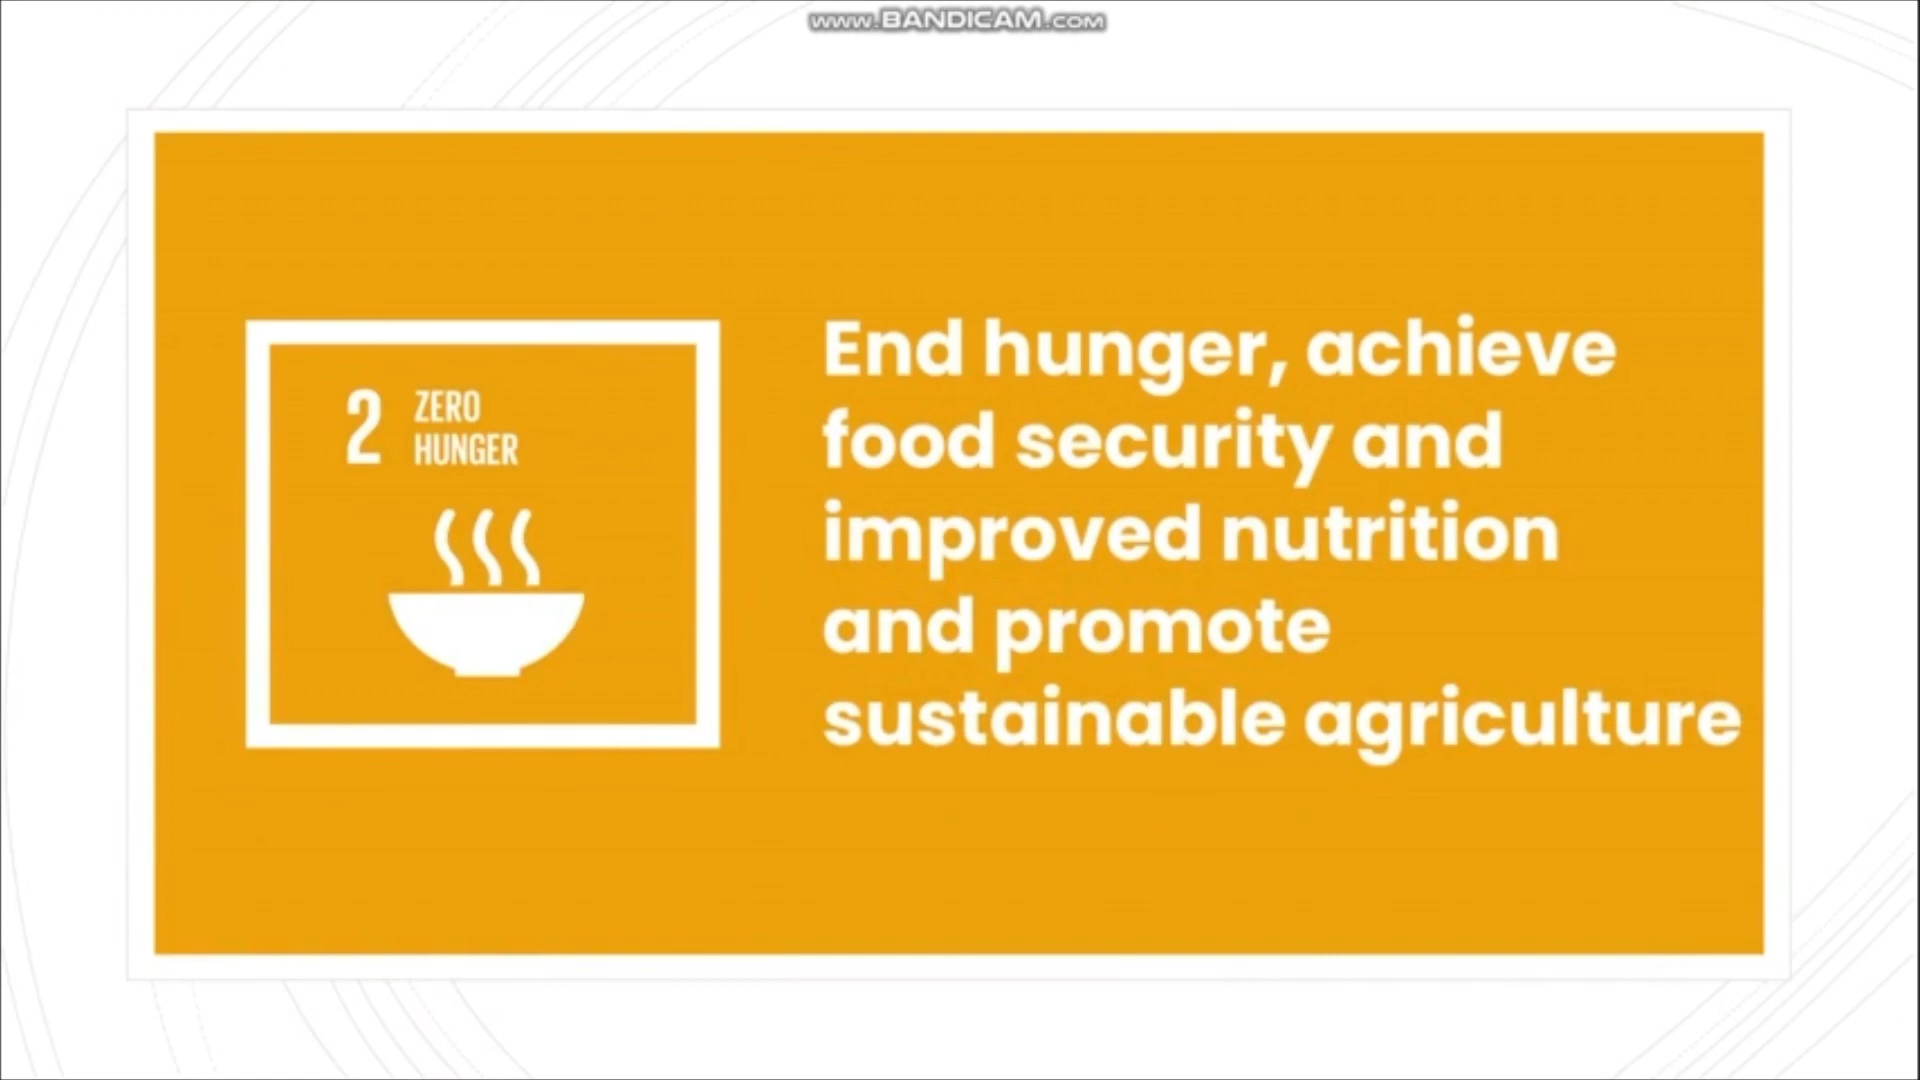 www.BANDICAM.com
2 ZERO
HUNGER
End hunger, achieve
food security and
improved nutrition
and promote
sustainable agriculture